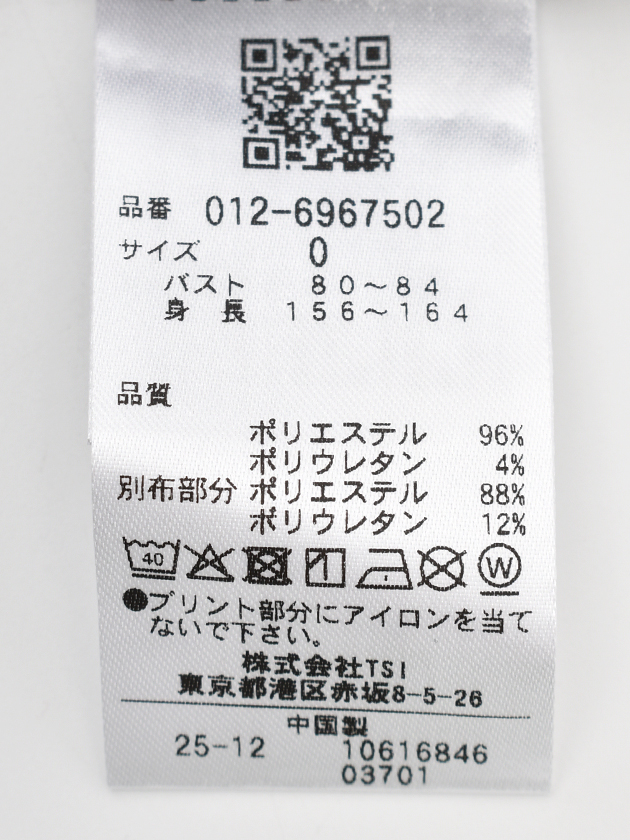 品番 012-6967502
サイズ 0
バスト 80〜84
身長 156〜164
品質
ポリエステル 96%
ポリウレタン 4%
別布部分 ポリエステル 88%
ポリウレタン 12%
40 W
●プリント部分にアイロンを当て
ないで下さい。
株式会社TSI
東京都港区赤坂8-5-26
中国製
25-12 10616846
03701